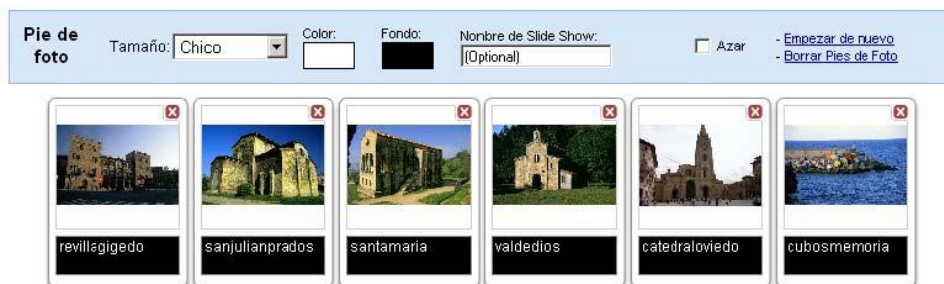 Pie de foto
Tamaño: Chico
Color:
Fondo:
Nombre de Slide Show:
(Optional)
Azar
- Empezar de nuevo
- Borrar Pies de Foto
revillagigedo
sanjulianprados
santamaria
valdedios
catedraloviedo
cubosmemoria